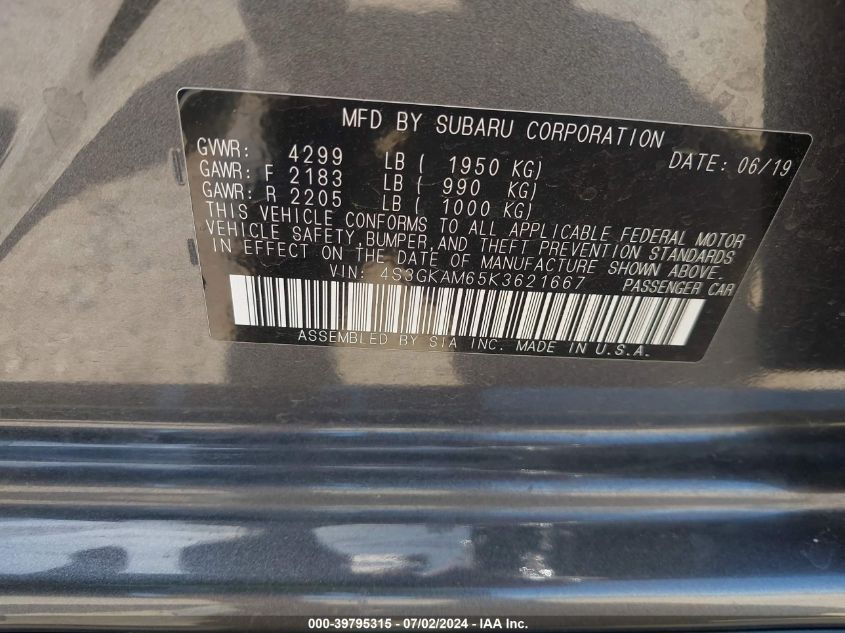 MFD BY SUBARU CORPORATION
GVWR: 4299 LB ( 1950 KG) DATE: 06/19
GAWR: F 2183 LB ( 990 KG)
GAWR: R 2205 LB ( 1000 KG)
THIS VEHICLE CONFORMS TO ALL APPLICABLE FEDERAL MOTOR
VEHICLE SAFETY, BUMPER, AND THEFT PREVENTION STANDARDS
IN EFFECT ON THE DATE OF MANUFACTURE SHOWN ABOVE.
VIN: 4S3GKAM65K3621667 PASSENGER CAR
ASSEMBLED BY SIA INC. MADE IN U.S.A.
000-39795315 - 07/02/2024 - IAA Inc.